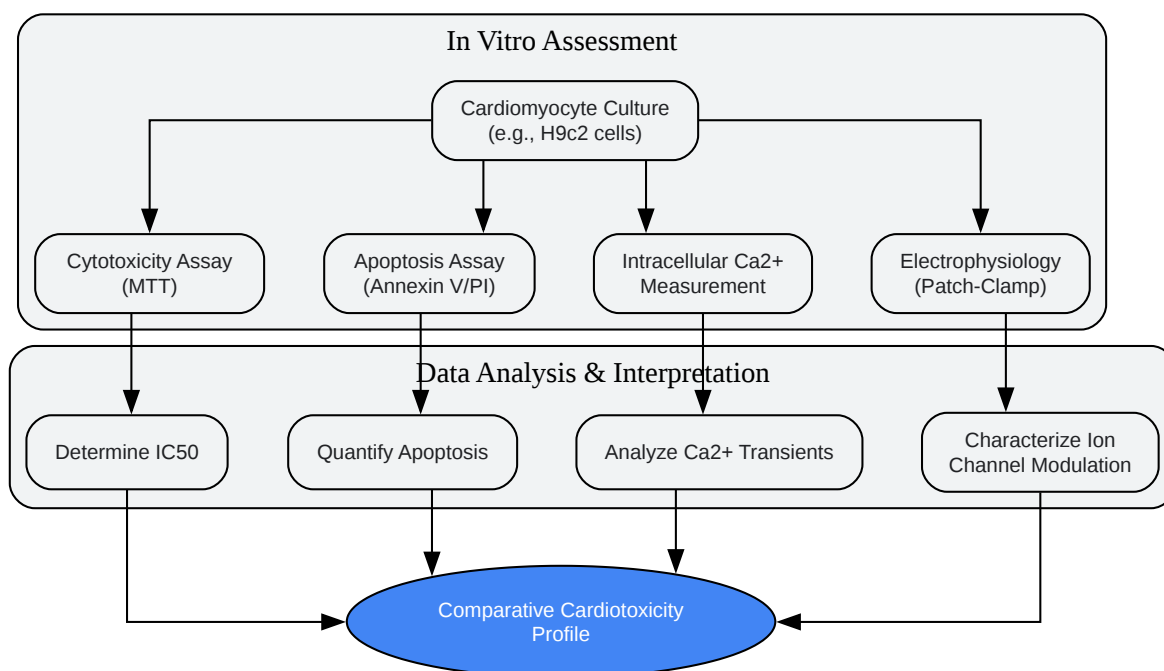 In Vitro Assessment
Cardiomyocyte Culture
(e.g., H9c2 cells)
Cytotoxicity Assay
(MTT)
Apoptosis Assay
(Annexin V/PI)
Intracellular Ca2+
Measurement
Electrophysiology
(Patch-Clamp)
Data Analysis & Interpretation
Determine IC50
Quantify Apoptosis
Analyze Ca2+ Transients
Characterize Ion
Channel Modulation
Comparative Cardiotoxicity
Profile